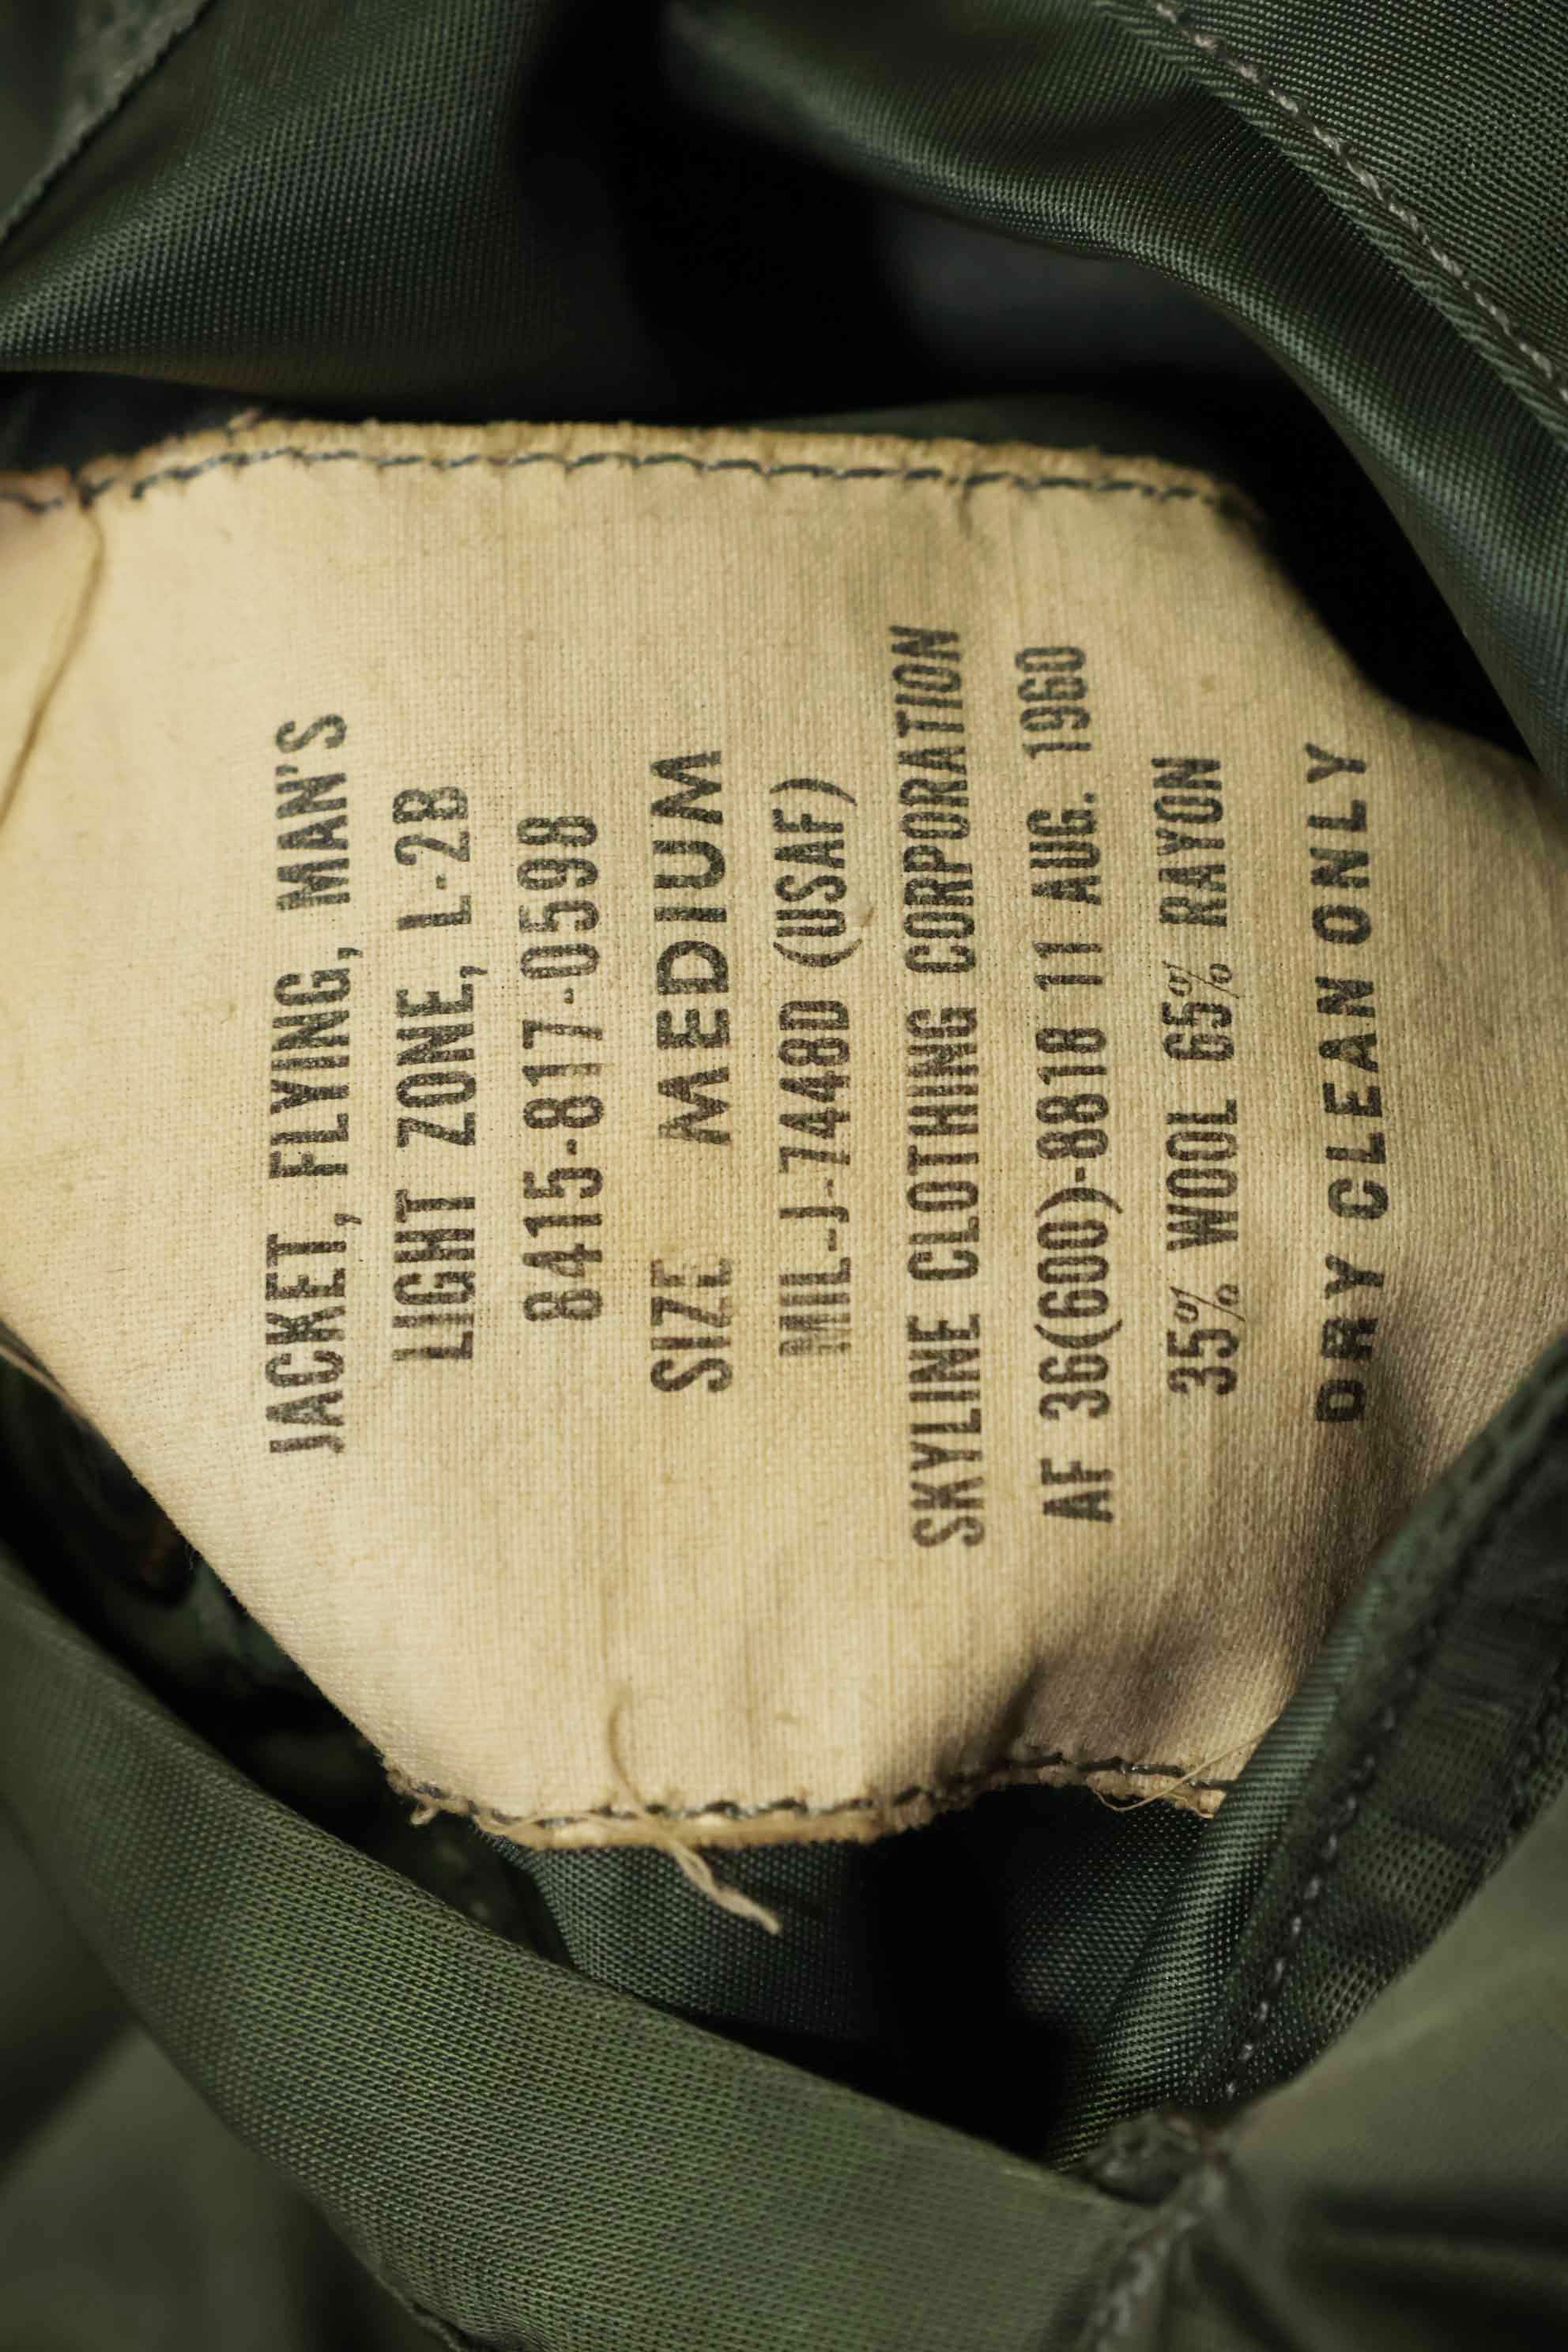 JACKET, FLYING, MAN'S
LIGHT ZONE, L-2B
8415-817-0598
SIZE MEDIUM
MIL-J-7448D (USAF)
SKYLINE CLOTHING CORPORATION
AF 36(600)-8818 11 AUG. 1960
35% WOOL 65% RAYON
DRY CLEAN ONLY